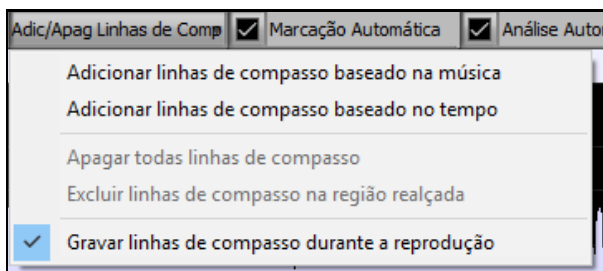 Adic/Apag Linhas de Comp Marcação Automática Análise Auto
Adicionar linhas de compasso baseado na música
Adicionar linhas de compasso baseado no tempo
Apagar todas linhas de compasso
Excluir linhas de compasso na região realçada
Gravar linhas de compasso durante a reprodução